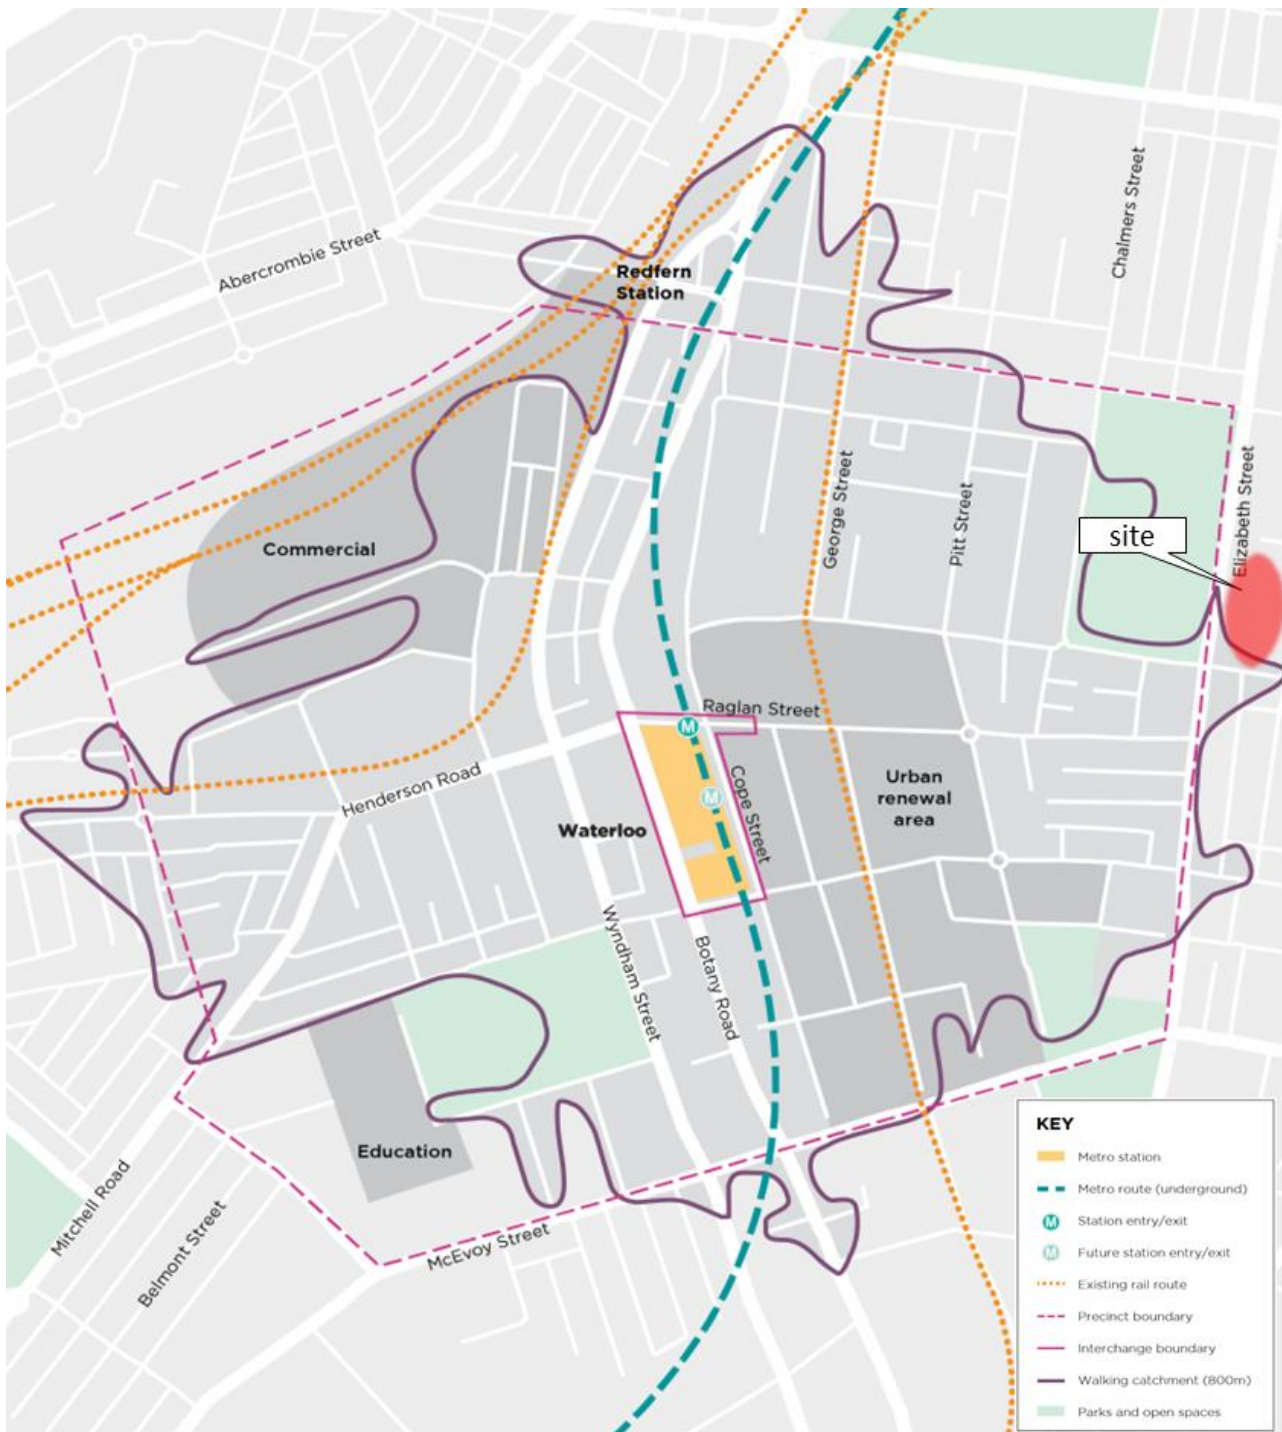 Chalmers Street
Abercrombie Street
Redfern
Station
Elizabeth Street
George Street
Pitt Street
site
Commercial
Raglan Street
M
Henderson Road
Cope Street
M
Urban
renewal
area
Waterloo
Wyndham Street
Botany Road
Education
Mitchell Road
Belmont Street
McEvoy Street
KEY
Metro station
Metro route (underground)
M Station entry/exit
M Future station entry/exit
Existing rail route
Precinct boundary
Interchange boundary
Walking catchment (800m)
Parks and open spaces